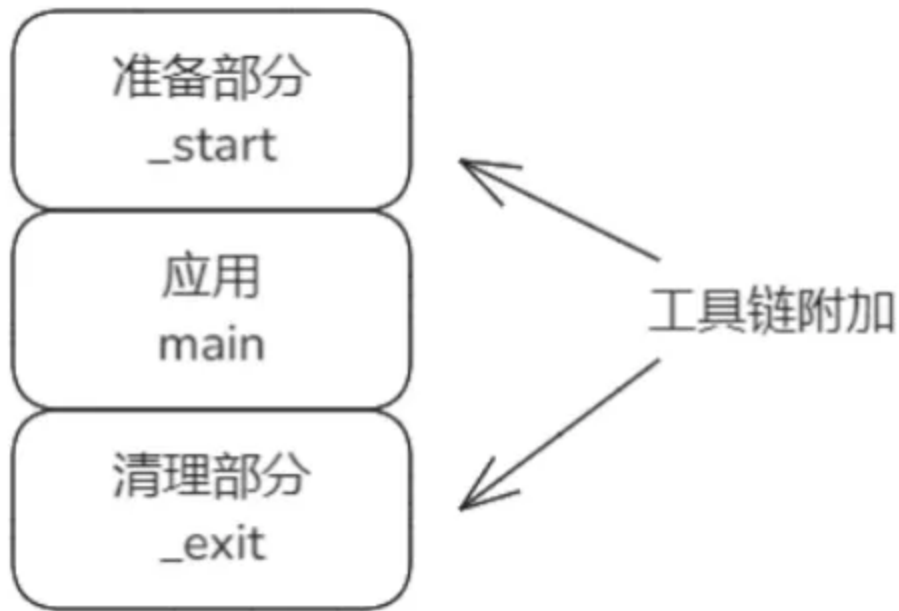 准备部分
_start
应用
main
工具链附加
清理部分
_exit